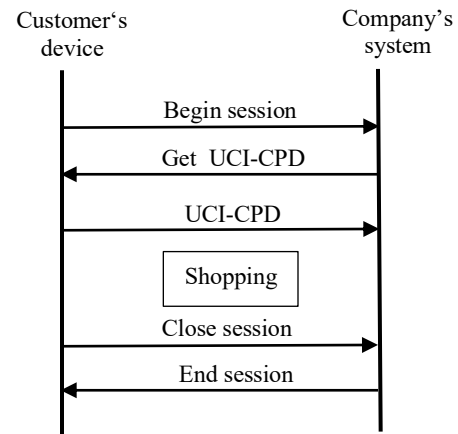 Customer‘s
device
Company’s
system
Begin session
Get UCI-CPD
UCI-CPD
Shopping
Close session
End session